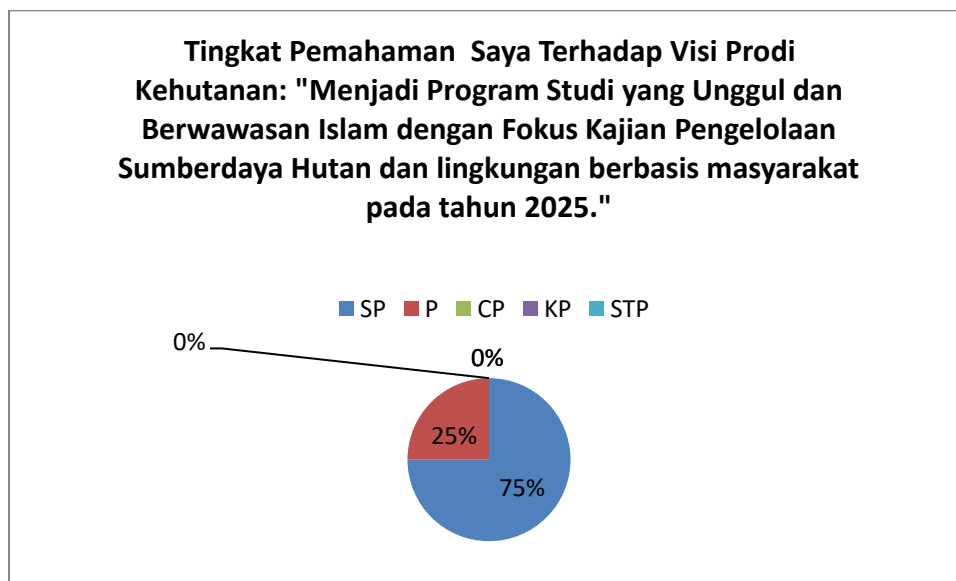 Tingkat Pemahaman Saya Terhadap Visi Prodi
Kehutanan: "Menjadi Program Studi yang Unggul dan
Berwawasan Islam dengan Fokus Kajian Pengelolaan
Sumberdaya Hutan dan lingkungan berbasis masyarakat
pada tahun 2025."
SP P CP KP STP
0%
0%
25%
75%